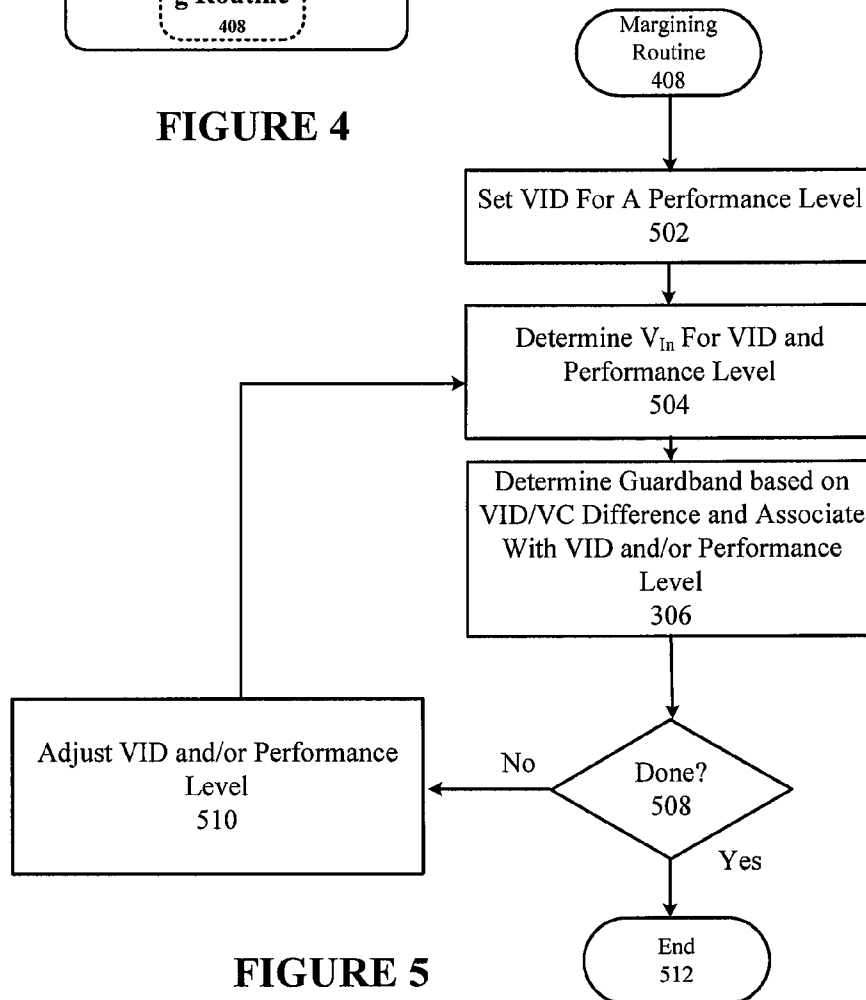 g Routine
408
FIGURE 4
Margining
Routine
408
Set VID For A Performance Level
502
Determine VIn For VID and
Performance Level
504
Determine Guardband based on
VID/VC Difference and Associate
With VID and/or Performance
Level
306
Done?
508
No
Yes
Adjust VID and/or Performance
Level
510
End
512
FIGURE 5